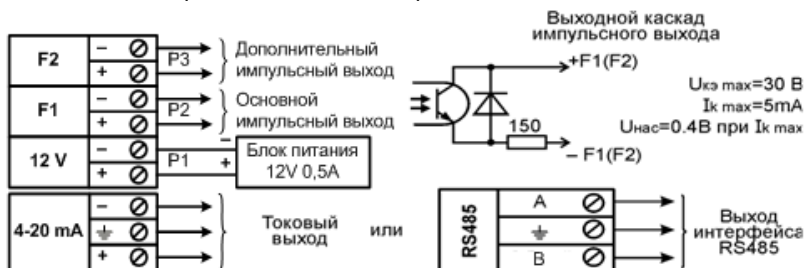 F2
–
+
P3
Дополнительный
импульсный выход
F1
–
+
P2
Основной
импульсный выход
12 V
–
+
P1
–
+
Блок питания
12V 0,5A
4-20 mA
–
+
Токовый
выход
или
Выходной каскад
импульсного выхода
+F1(F2)
150
– F1(F2)
Uкэ max=30 В
Ik max=5mA
Uнас=0.4В при Ik max
RS485
A
B
Выход
интерфейса
RS485